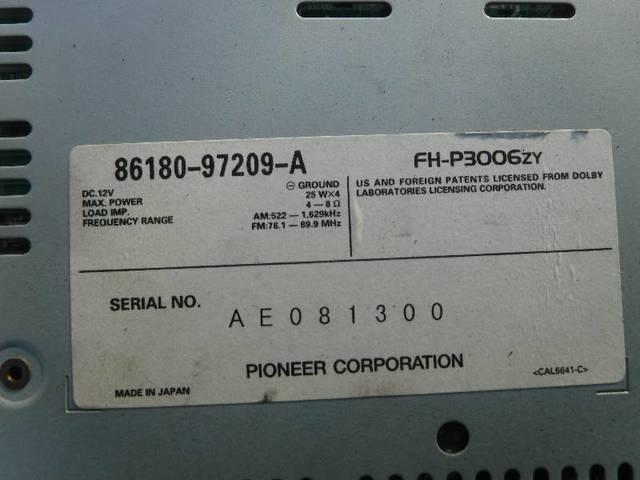 86180-97209-A
FH-P3006ZY
DC.12V ⊖ GROUND
MAX. POWER 25 W×4
LOAD IMP. 4 – 8 Ω
FREQUENCY RANGE AM:522 – 1,629kHz
FM:76.1 – 89.9 MHz
US AND FOREIGN PATENTS LICENSED FROM DOLBY
LABORATORIES LICENSING CORPORATION.
SERIAL NO. AE081300
PIONEER CORPORATION
MADE IN JAPAN
<CAL5641-C>